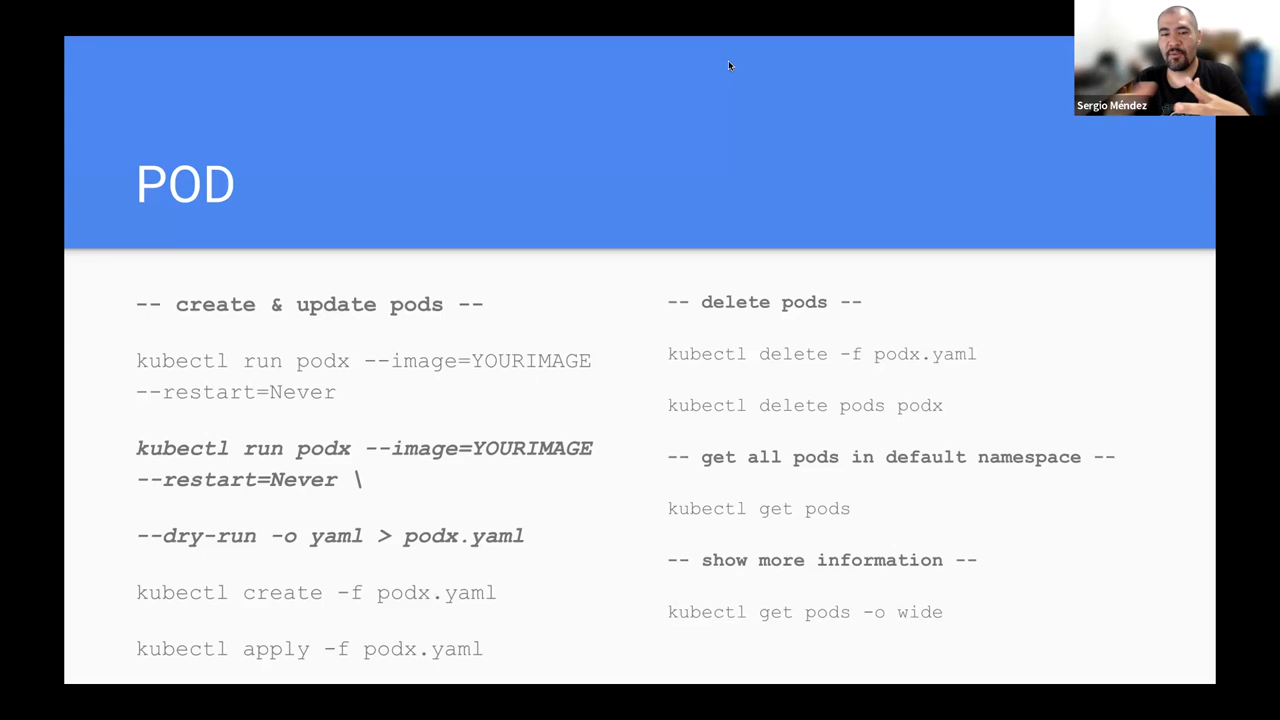 Sergio Méndez
POD
-- create & update pods --
kubectl run podx --image=YOURIMAGE
--restart=Never
kubectl run podx --image=YOURIMAGE
--restart=Never \
--dry-run -o yaml > podx.yaml
kubectl create -f podx.yaml
kubectl apply -f podx.yaml
-- delete pods --
kubectl delete -f podx.yaml
kubectl delete pods podx
-- get all pods in default namespace --
kubectl get pods
-- show more information --
kubectl get pods -o wide